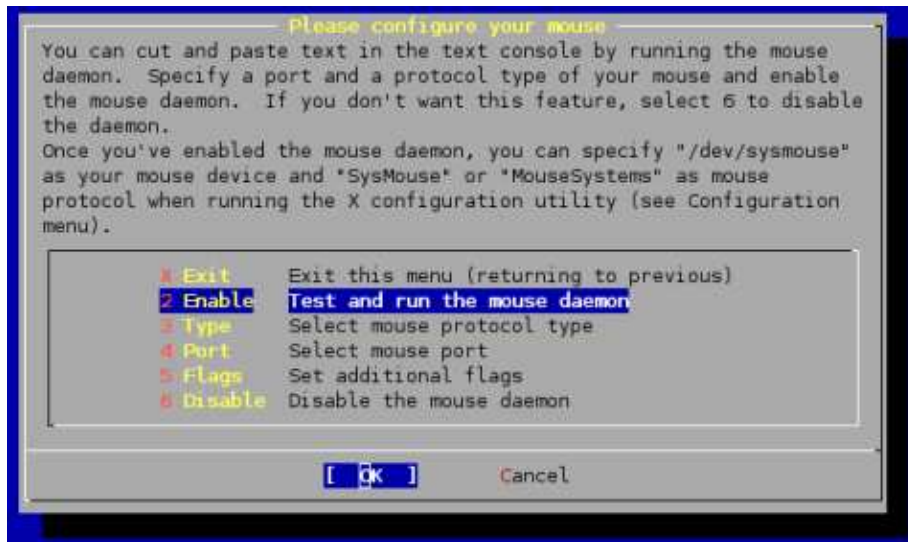 Please configure your mouse
You can cut and paste text in the text console by running the mouse
daemon.  Specify a port and a protocol type of your mouse and enable
the mouse daemon.  If you don't want this feature, select 6 to disable
the daemon.
Once you've enabled the mouse daemon, you can specify "/dev/sysmouse"
as your mouse device and "SysMouse" or "MouseSystems" as mouse
protocol when running the X configuration utility (see Configuration
menu).
X Exit Exit this menu (returning to previous)
2 Enable Test and run the mouse daemon
3 Type Select mouse protocol type
4 Port Select mouse port
5 Flags Set additional flags
6 Disable Disable the mouse daemon
[ OK ] Cancel